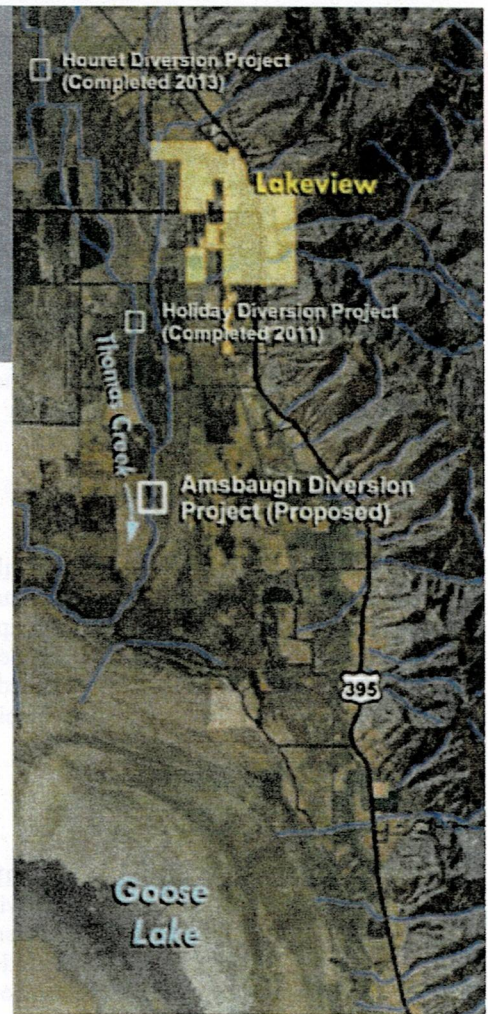 Houret Diversion Project
(Completed 2013)
Lakeview
Holiday Diversion Project
(Completed 2011)
Thomas Creek
Amsbaugh Diversion
Project (Proposed)
395
Goose
Lake